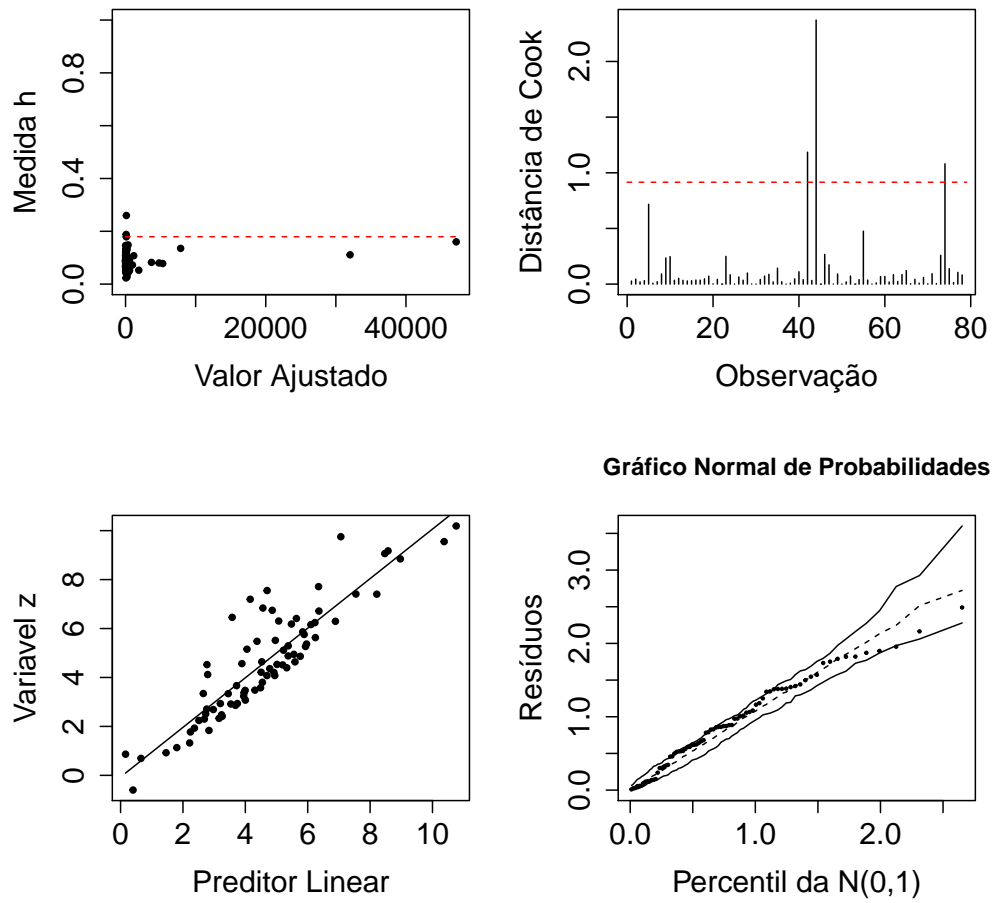 Medida h
0.0 0.4 0.8
0 20000 40000
Valor Ajustado
Distância de Cook
0.0 1.0 2.0
0 20 40 60 80
Observação
Variavel z
0 2 4 6 8
0 2 4 6 8 10
Preditor Linear
Gráfico Normal de Probabilidades
Resíduos
0.0 1.0 2.0 3.0
0.0 1.0 2.0
Percentil da N(0,1)